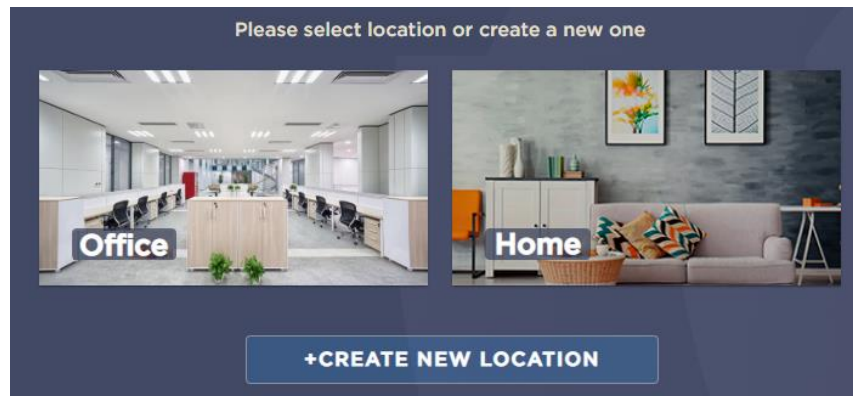 Please select location or create a new one
Office
Home
+CREATE NEW LOCATION